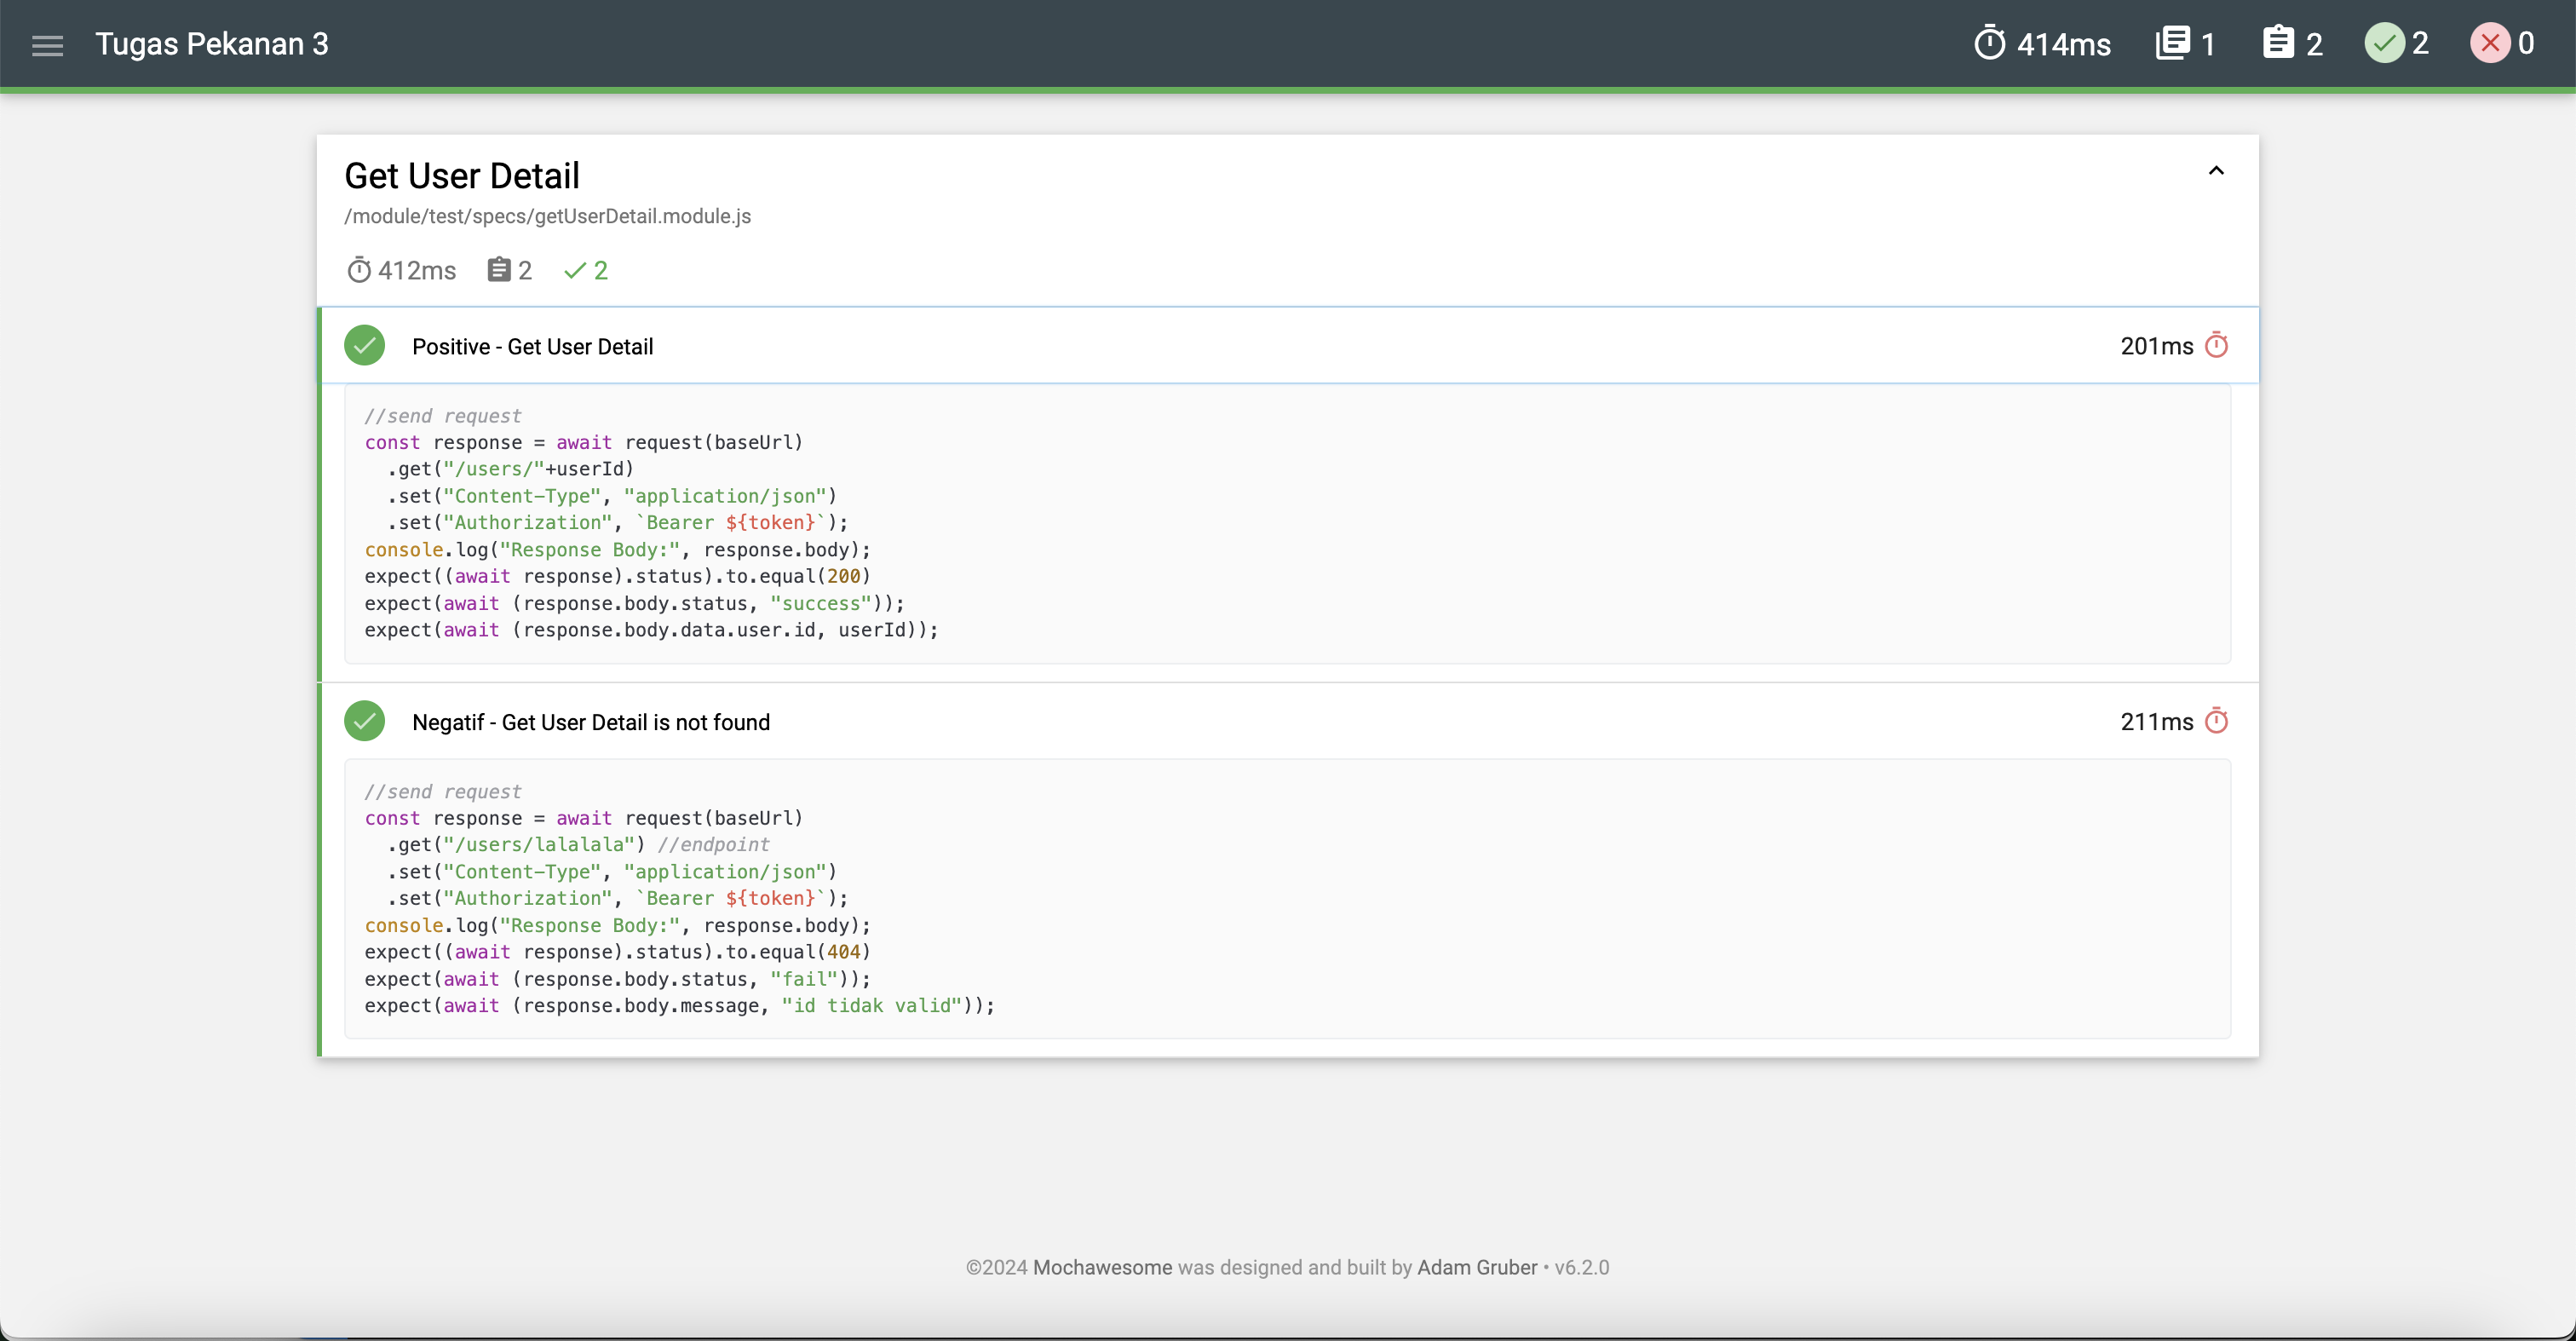 Tugas Pekanan 3
414ms 1 2 2 0
Get User Detail
/module/test/specs/getUserDetail.module.js
412ms 2 2
Positive - Get User Detail 201ms
//send request
const response = await request(baseUrl)
  .get("/users/"+userId)
  .set("Content-Type", "application/json")
  .set("Authorization", `Bearer ${token}`);
console.log("Response Body:", response.body);
expect((await response).status).to.equal(200)
expect(await (response.body.status, "success"));
expect(await (response.body.data.user.id, userId));
Negatif - Get User Detail is not found 211ms
//send request
const response = await request(baseUrl)
  .get("/users/lalalala") //endpoint
  .set("Content-Type", "application/json")
  .set("Authorization", `Bearer ${token}`);
console.log("Response Body:", response.body);
expect((await response).status).to.equal(404)
expect(await (response.body.status, "fail"));
expect(await (response.body.message, "id tidak valid"));
©2024 Mochawesome was designed and built by Adam Gruber • v6.2.0